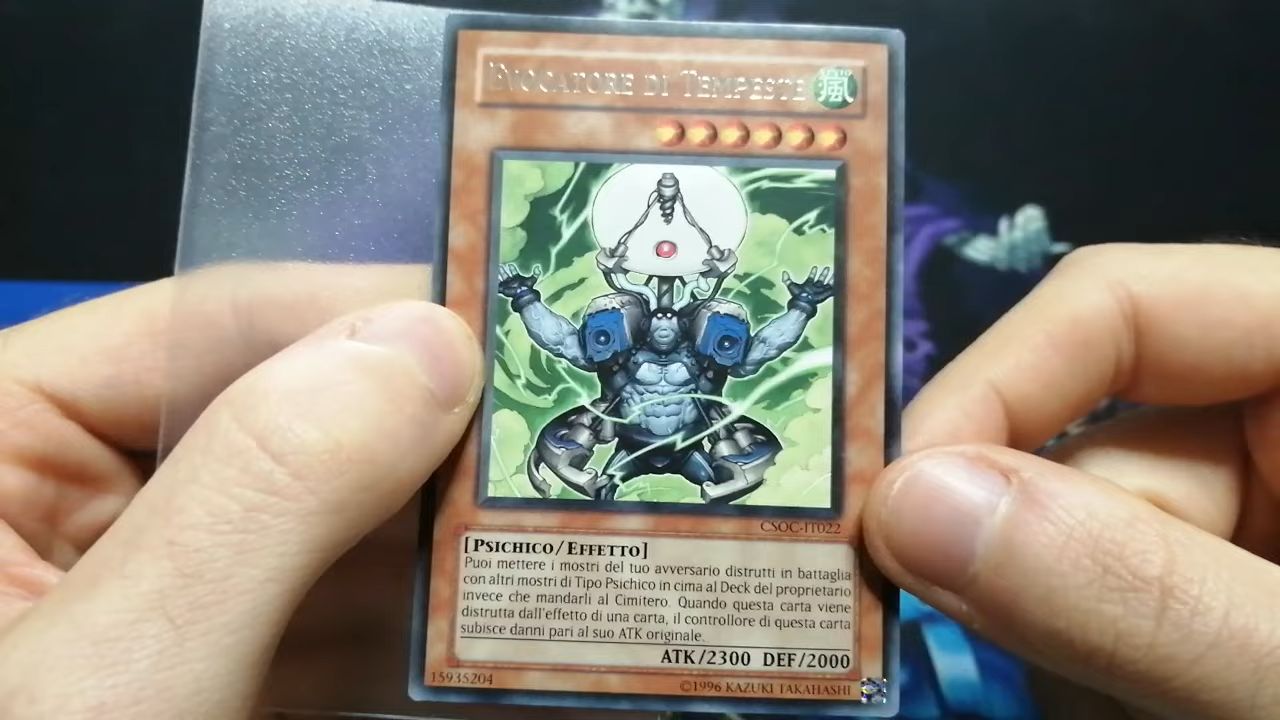 EVOCATORE DI TEMPESTE
風
CSOC-IT022
[PSICHICO/EFFETTO]
Puoi mettere i mostri del tuo avversario distrutti in battaglia
con altri mostri di Tipo Psichico in cima al Deck del proprietario
invece che mandarli al Cimitero. Quando questa carta viene
distrutta dall'effetto di una carta, il controllore di questa carta
subisce danni pari al suo ATK originale.
ATK/2300 DEF/2000
15935204
©1996 KAZUKI TAKAHASHI